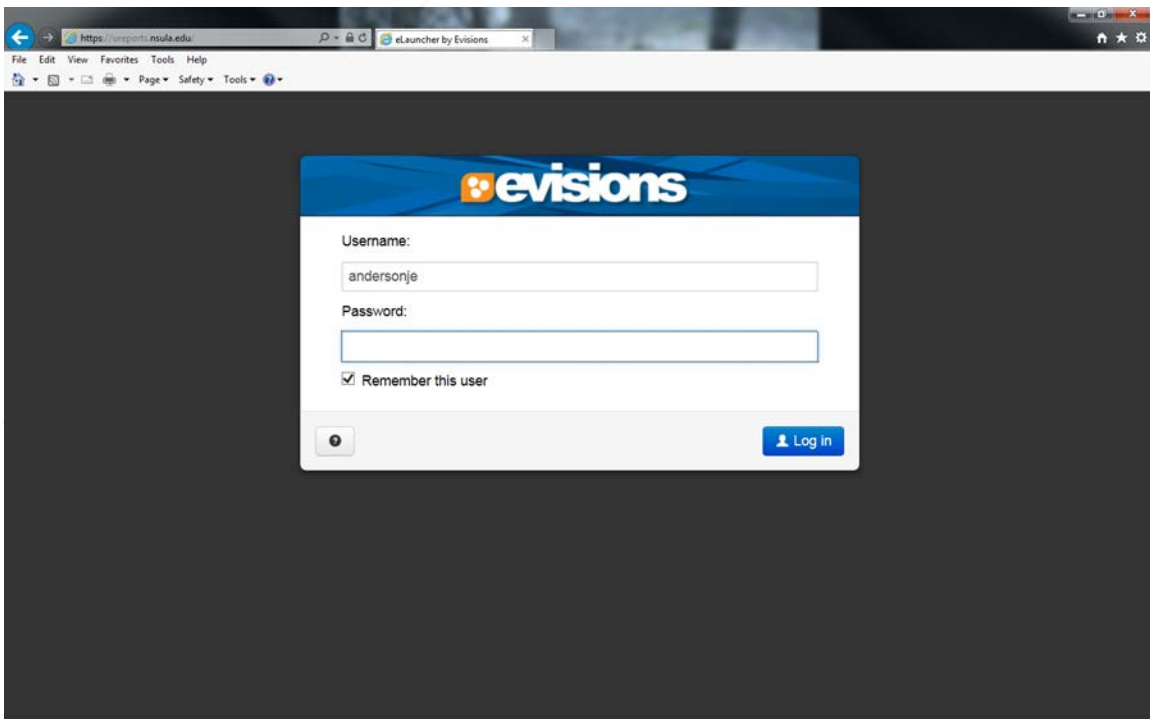 https://ureports.nsula.edu/
eLauncher by Evisions
File Edit View Favorites Tools Help
Page Safety Tools
evisions
Username:
andersonje
Password:
Remember this user
Log in